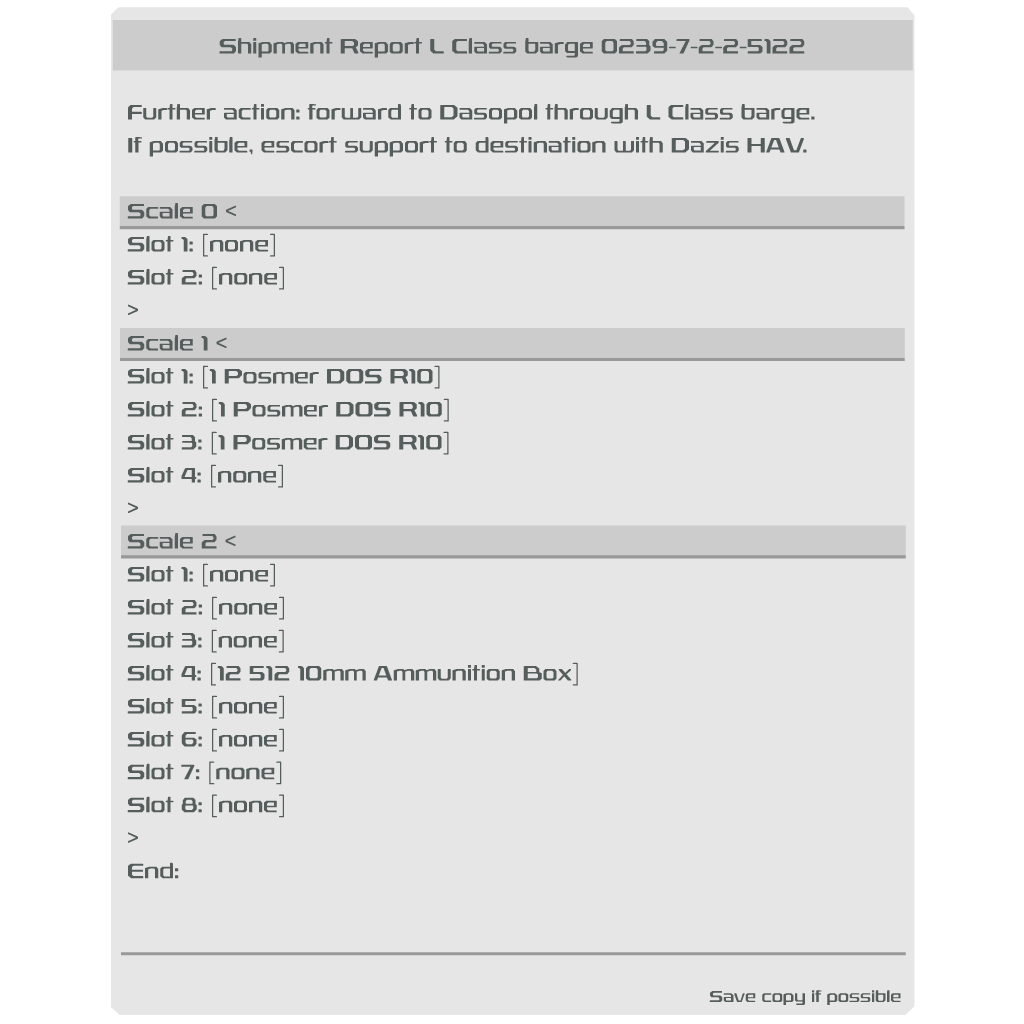 Shipment Report L Class barge 0239-7-2-2-5122
Further action: forward to Dasopol through L Class barge.
If possible, escort support to destination with Dazis HAV.
Scale 0 <
Slot 1: [none]
Slot 2: [none]
>
Scale 1 <
Slot 1: [1 Posmer DOS R10]
Slot 2: [1 Posmer DOS R10]
Slot 3: [1 Posmer DOS R10]
Slot 4: [none]
>
Scale 2 <
Slot 1: [none]
Slot 2: [none]
Slot 3: [none]
Slot 4: [12 512 10mm Ammunition Box]
Slot 5: [none]
Slot 6: [none]
Slot 7: [none]
Slot 8: [none]
>
End:
Save copy if possible